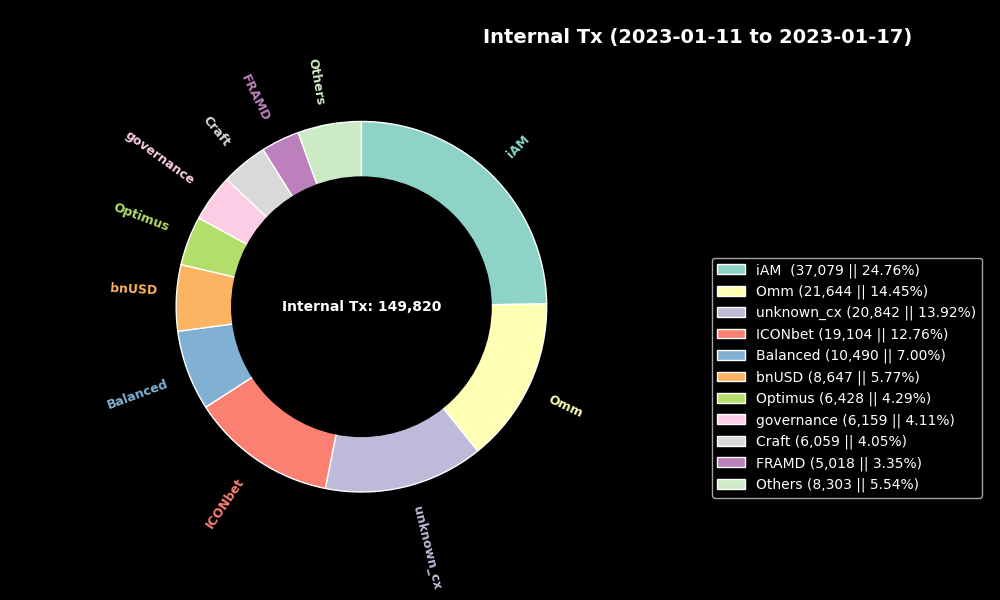 Internal Tx (2023-01-11 to 2023-01-17)
Others
FRAMD
Craft
governance
Optimus
bnUSD
Balanced
ICONbet
unknown_cx
Omm
iAM
Internal Tx: 149,820
iAM  (37,079 || 24.76%)
Omm (21,644 || 14.45%)
unknown_cx (20,842 || 13.92%)
ICONbet (19,104 || 12.76%)
Balanced (10,490 || 7.00%)
bnUSD (8,647 || 5.77%)
Optimus (6,428 || 4.29%)
governance (6,159 || 4.11%)
Craft (6,059 || 4.05%)
FRAMD (5,018 || 3.35%)
Others (8,303 || 5.54%)